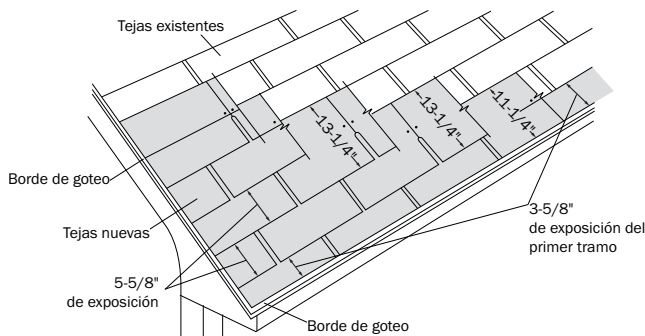 Tejas existentes
13-1/4"
13-1/4"
11-1/4"
Borde de goteo
Tejas nuevas
5-5/8"
de exposición
3-5/8"
de exposición del
primer tramo
Borde de goteo